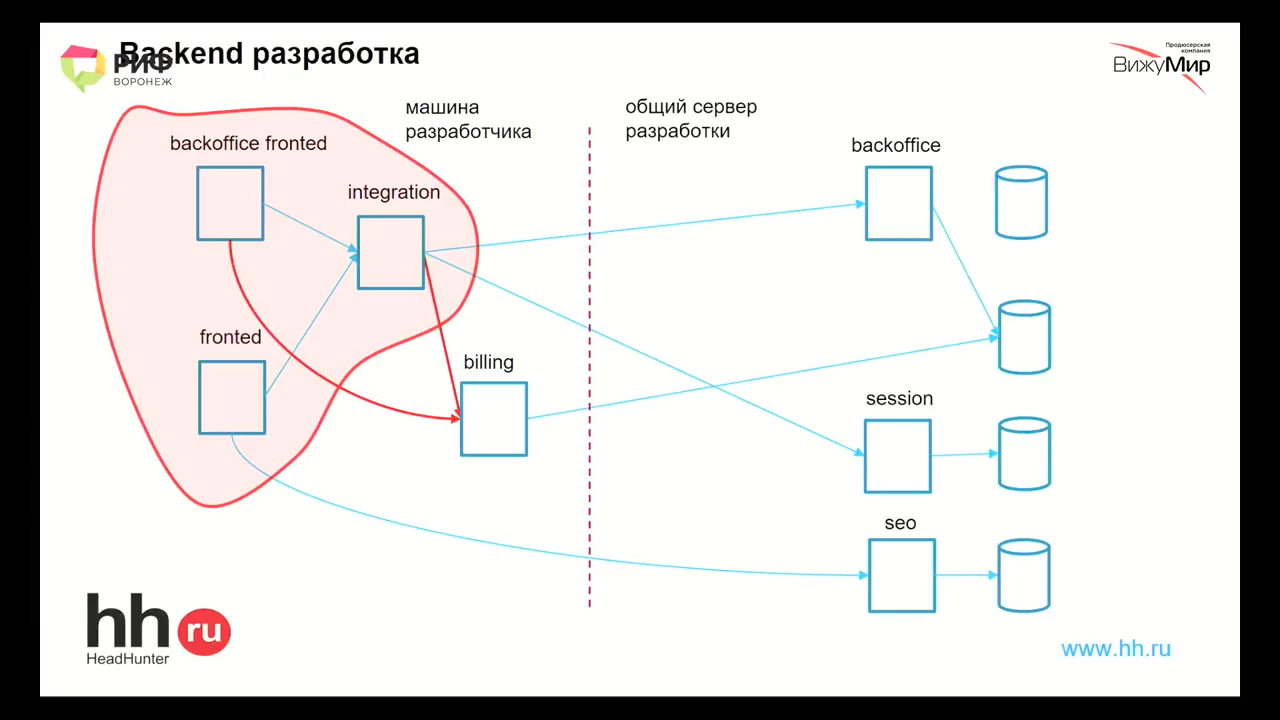 Backend разработка
РИФ
ВОРОНЕЖ
Продюсерская
компания
ВижуМир
машина
разработчика
общий сервер
разработки
backoffice fronted
backoffice
integration
fronted
billing
session
seo
hh ru
HeadHunter
www.hh.ru